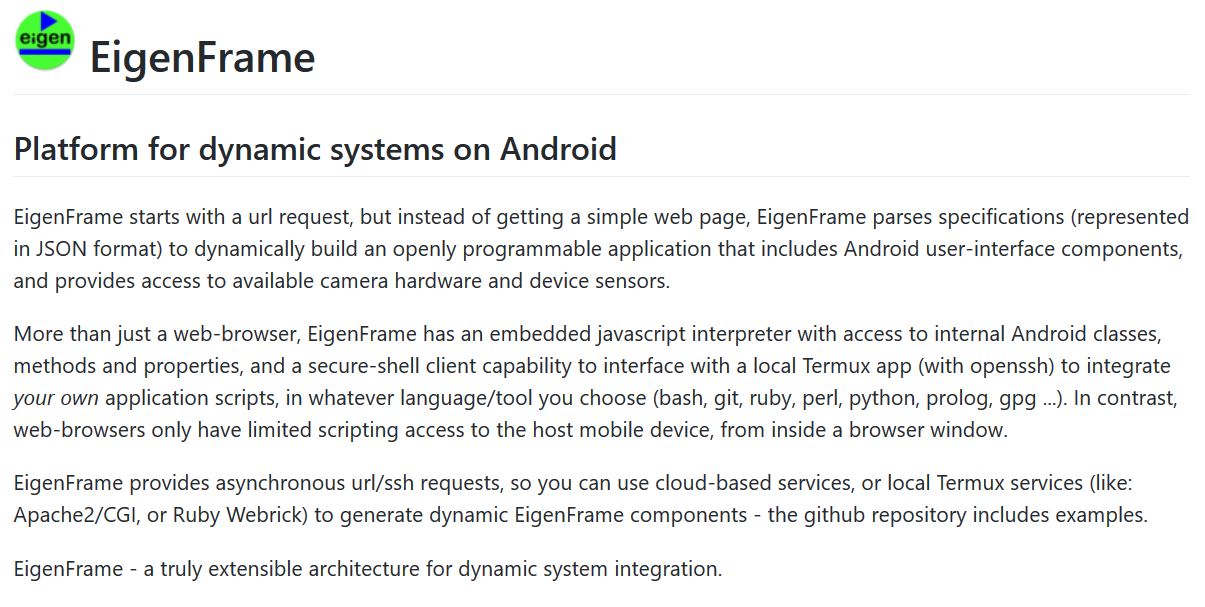 eigen
EigenFrame
Platform for dynamic systems on Android
EigenFrame starts with a url request, but instead of getting a simple web page, EigenFrame parses specifications (represented
in JSON format) to dynamically build an openly programmable application that includes Android user-interface components,
and provides access to available camera hardware and device sensors.
More than just a web-browser, EigenFrame has an embedded javascript interpreter with access to internal Android classes,
methods and properties, and a secure-shell client capability to interface with a local Termux app (with openssh) to integrate
your own application scripts, in whatever language/tool you choose (bash, git, ruby, perl, python, prolog, gpg ...). In contrast,
web-browsers only have limited scripting access to the host mobile device, from inside a browser window.
EigenFrame provides asynchronous url/ssh requests, so you can use cloud-based services, or local Termux services (like:
Apache2/CGI, or Ruby Webrick) to generate dynamic EigenFrame components - the github repository includes examples.
EigenFrame - a truly extensible architecture for dynamic system integration.